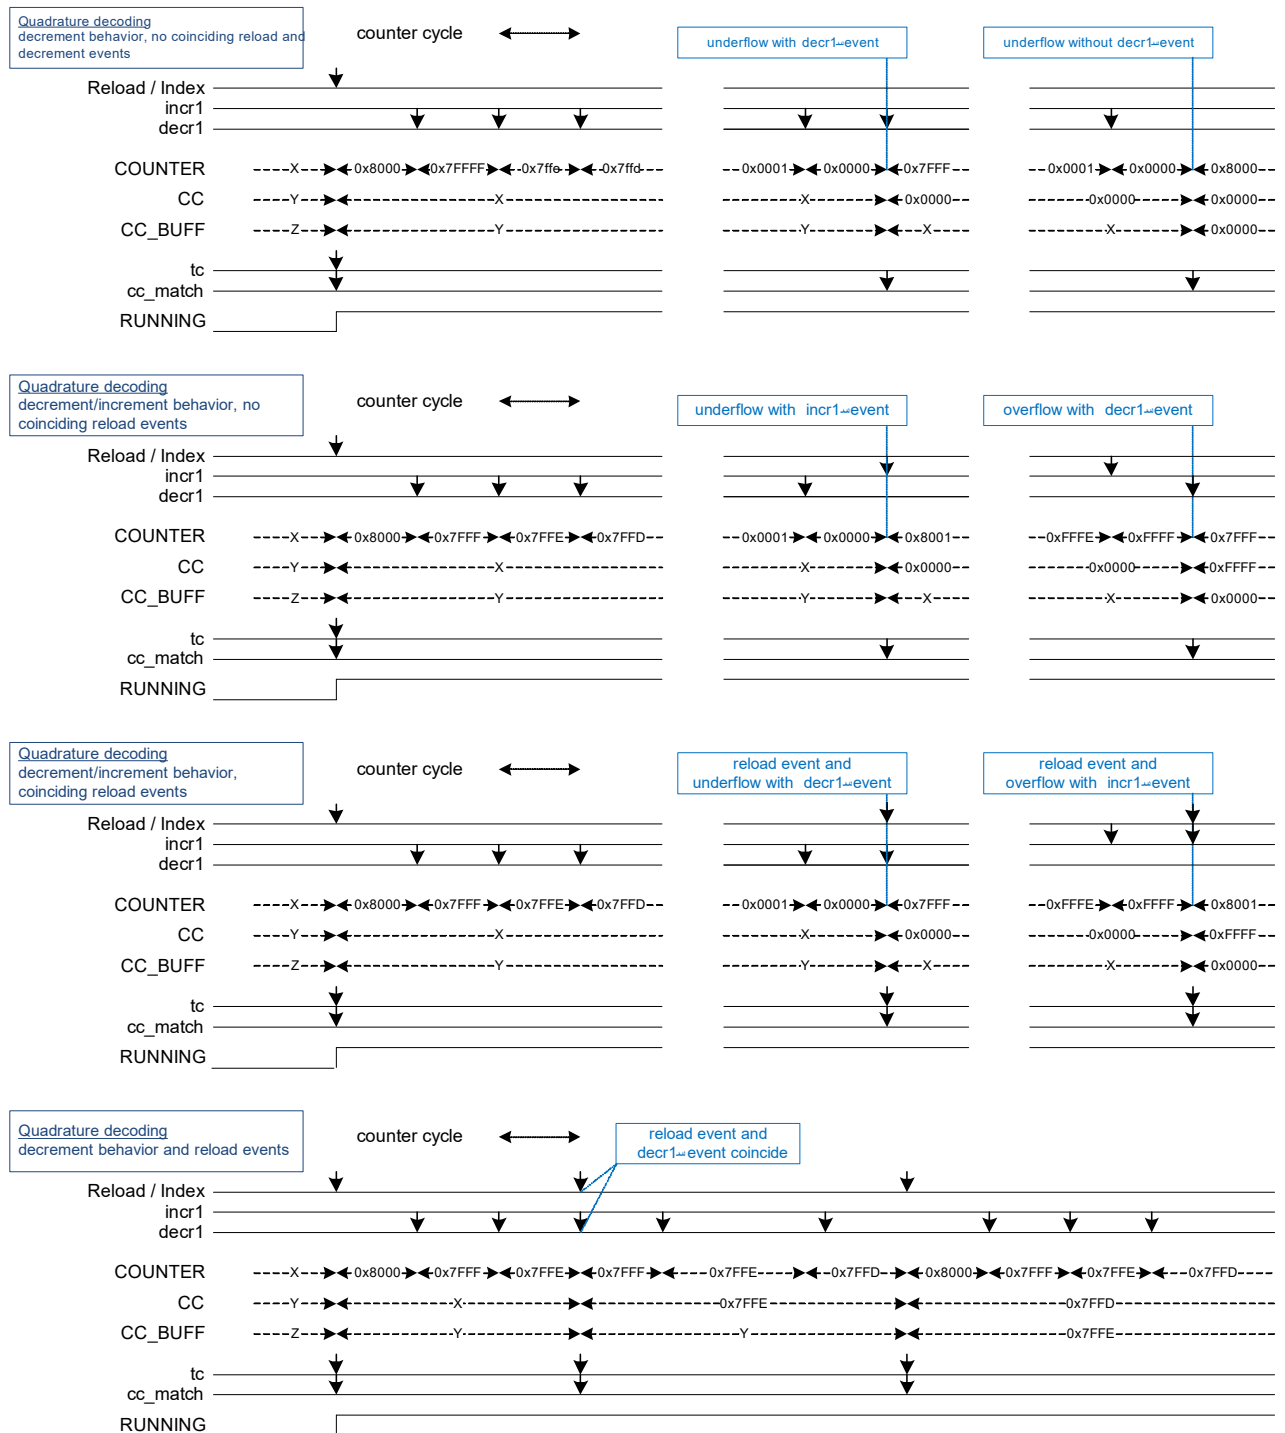 Quadrature decoding
decrement behavior, no coinciding reload and
decrement events
counter cycle
underflow with decr1 event
underflow without decr1 event
Reload / Index
incr1
decr1
COUNTER X 0x8000 0x7FFFF 0x7ffe 0x7ffd 0x0001 0x0000 0x7FFF 0x0001 0x0000 0x8000
CC Y X X 0x0000 0x0000 0x0000
CC_BUFF Z Y Y X X 0x0000
tc
cc_match
RUNNING
Quadrature decoding
decrement/increment behavior, no
coinciding reload events
counter cycle
underflow with incr1 event
overflow with decr1 event
Reload / Index
incr1
decr1
COUNTER X 0x8000 0x7FFF 0x7FFE 0x7FFD 0x0001 0x0000 0x8001 0xFFFE 0xFFFF 0x7FFF
CC Y X X 0x0000 0x0000 0xFFFF
CC_BUFF Z Y Y X X 0x0000
tc
cc_match
RUNNING
Quadrature decoding
decrement/increment behavior,
coinciding reload events
counter cycle
reload event and
underflow with decr1 event
reload event and
overflow with incr1 event
Reload / Index
incr1
decr1
COUNTER X 0x8000 0x7FFF 0x7FFE 0x7FFD 0x0001 0x0000 0x7FFF 0xFFFE 0xFFFF 0x8001
CC Y X X 0x0000 0x0000 0xFFFF
CC_BUFF Z Y Y X X 0x0000
tc
cc_match
RUNNING
Quadrature decoding
decrement behavior and reload events
counter cycle
reload event and
decr1 event coincide
Reload / Index
incr1
decr1
COUNTER X 0x8000 0x7FFF 0x7FFE 0x7FFF 0x7FFE 0x7FFD 0x8000 0x7FFF 0x7FFE 0x7FFD
CC Y X 0x7FFE 0x7FFD
CC_BUFF Z Y Y 0x7FFE
tc
cc_match
RUNNING